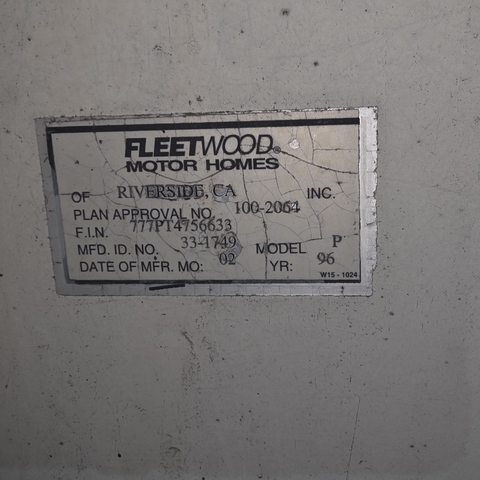 FLEETWOOD®
MOTOR HOMES
OF RIVERSIDE, CA INC.
PLAN APPROVAL NO. 100-2064
F.I.N. 777PT4756633
MFD. ID. NO. 33-1749 MODEL P
DATE OF MFR. MO: 02 YR: 96
W15 - 1024